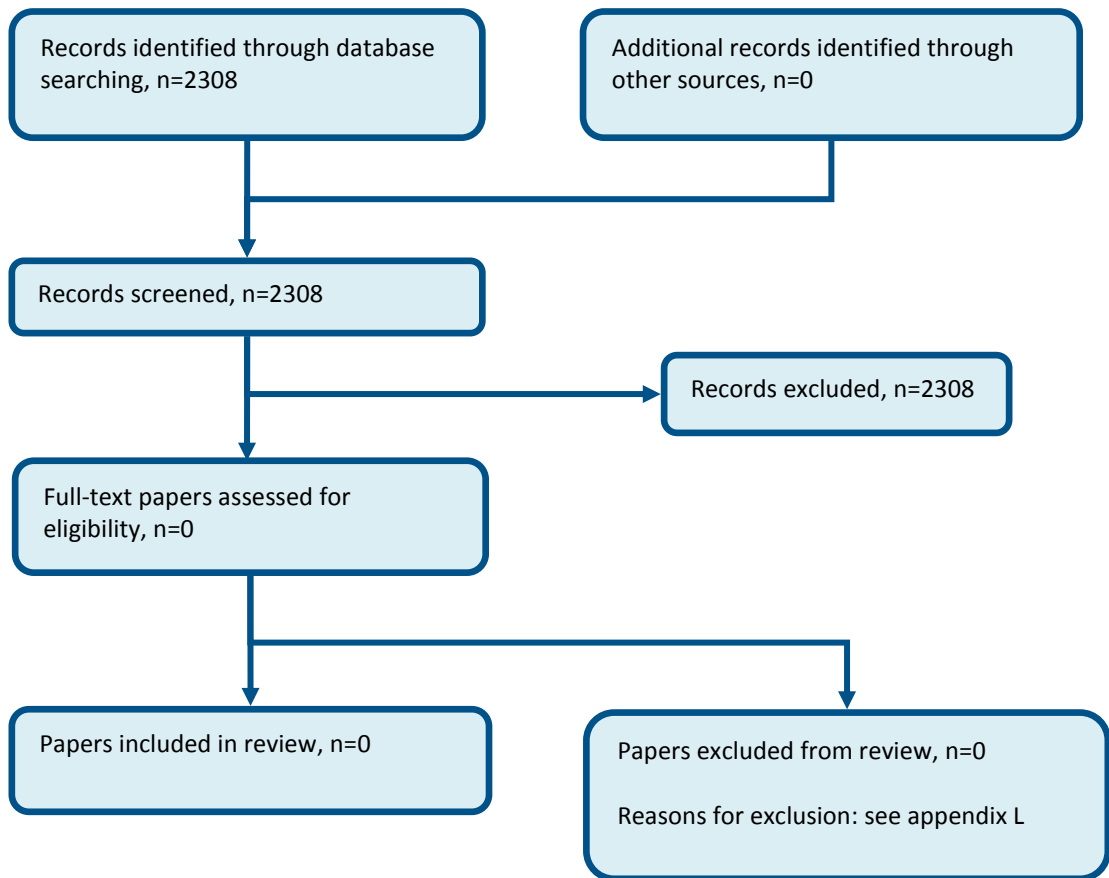 Records identified through database
searching, n=2308
Additional records identified through
other sources, n=0
Records screened, n=2308
Records excluded, n=2308
Full-text papers assessed for
eligibility, n=0
Papers included in review, n=0
Papers excluded from review, n=0
Reasons for exclusion: see appendix L